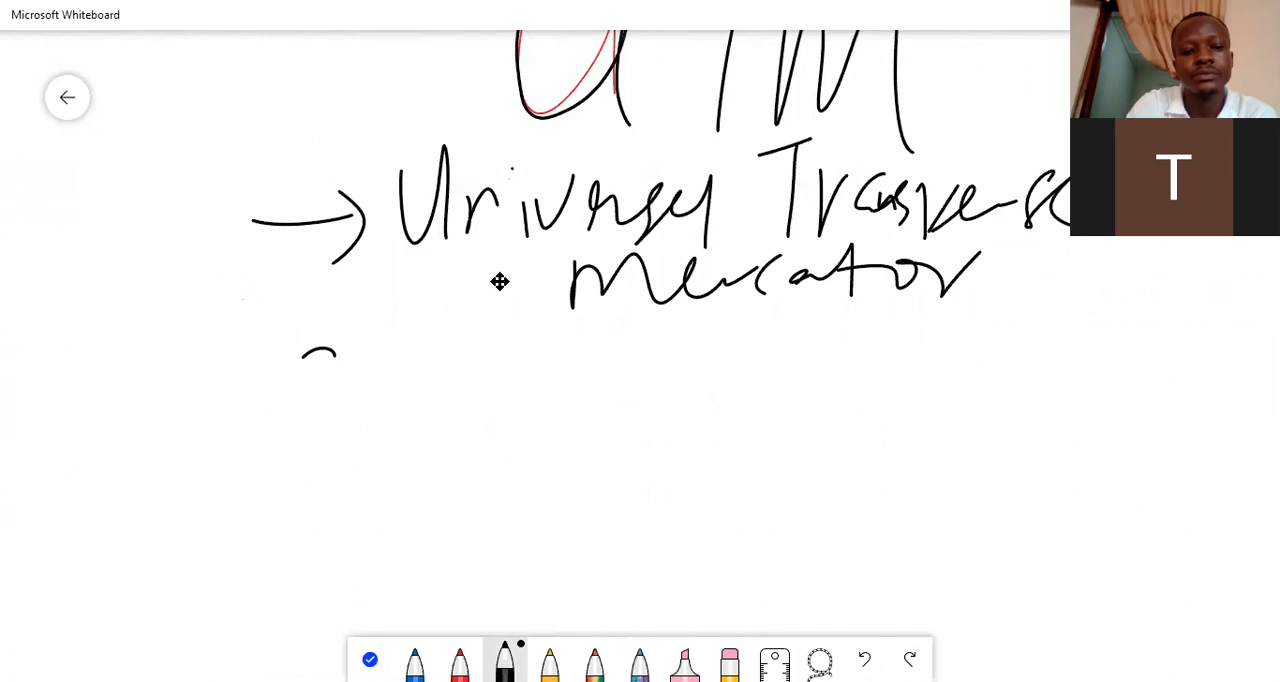 Microsoft Whiteboard
UTM
→ Universal Transverse
Mercator
T